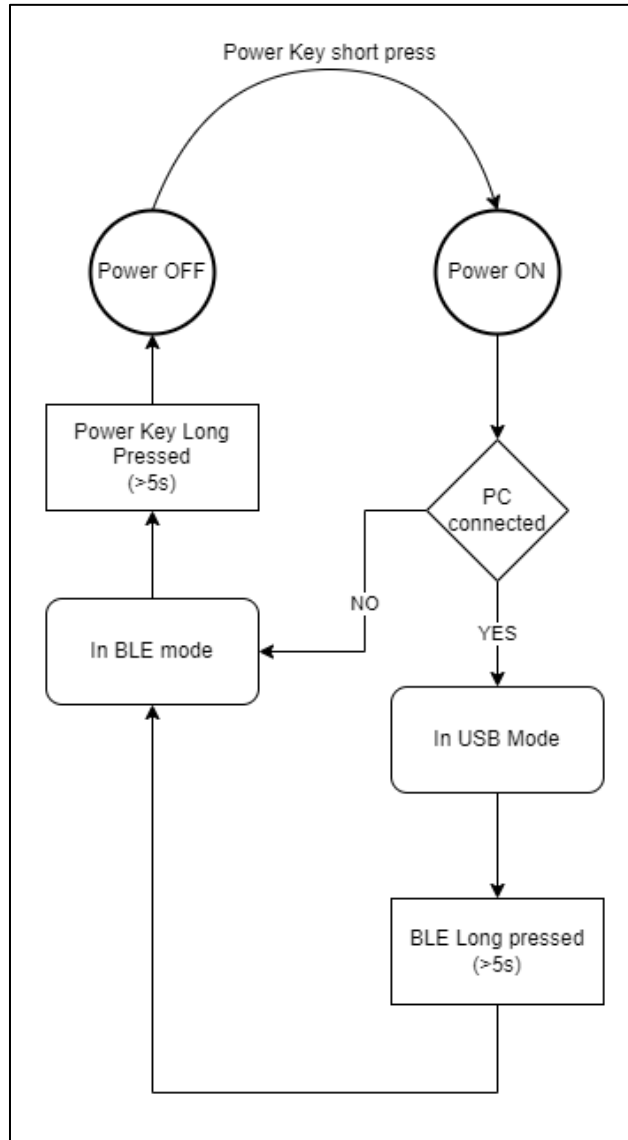 Power Key short press
Power OFF
Power ON
Power Key Long
Pressed
(>5s)
PC
connected
NO
YES
In BLE mode
In USB Mode
BLE Long pressed
(>5s)